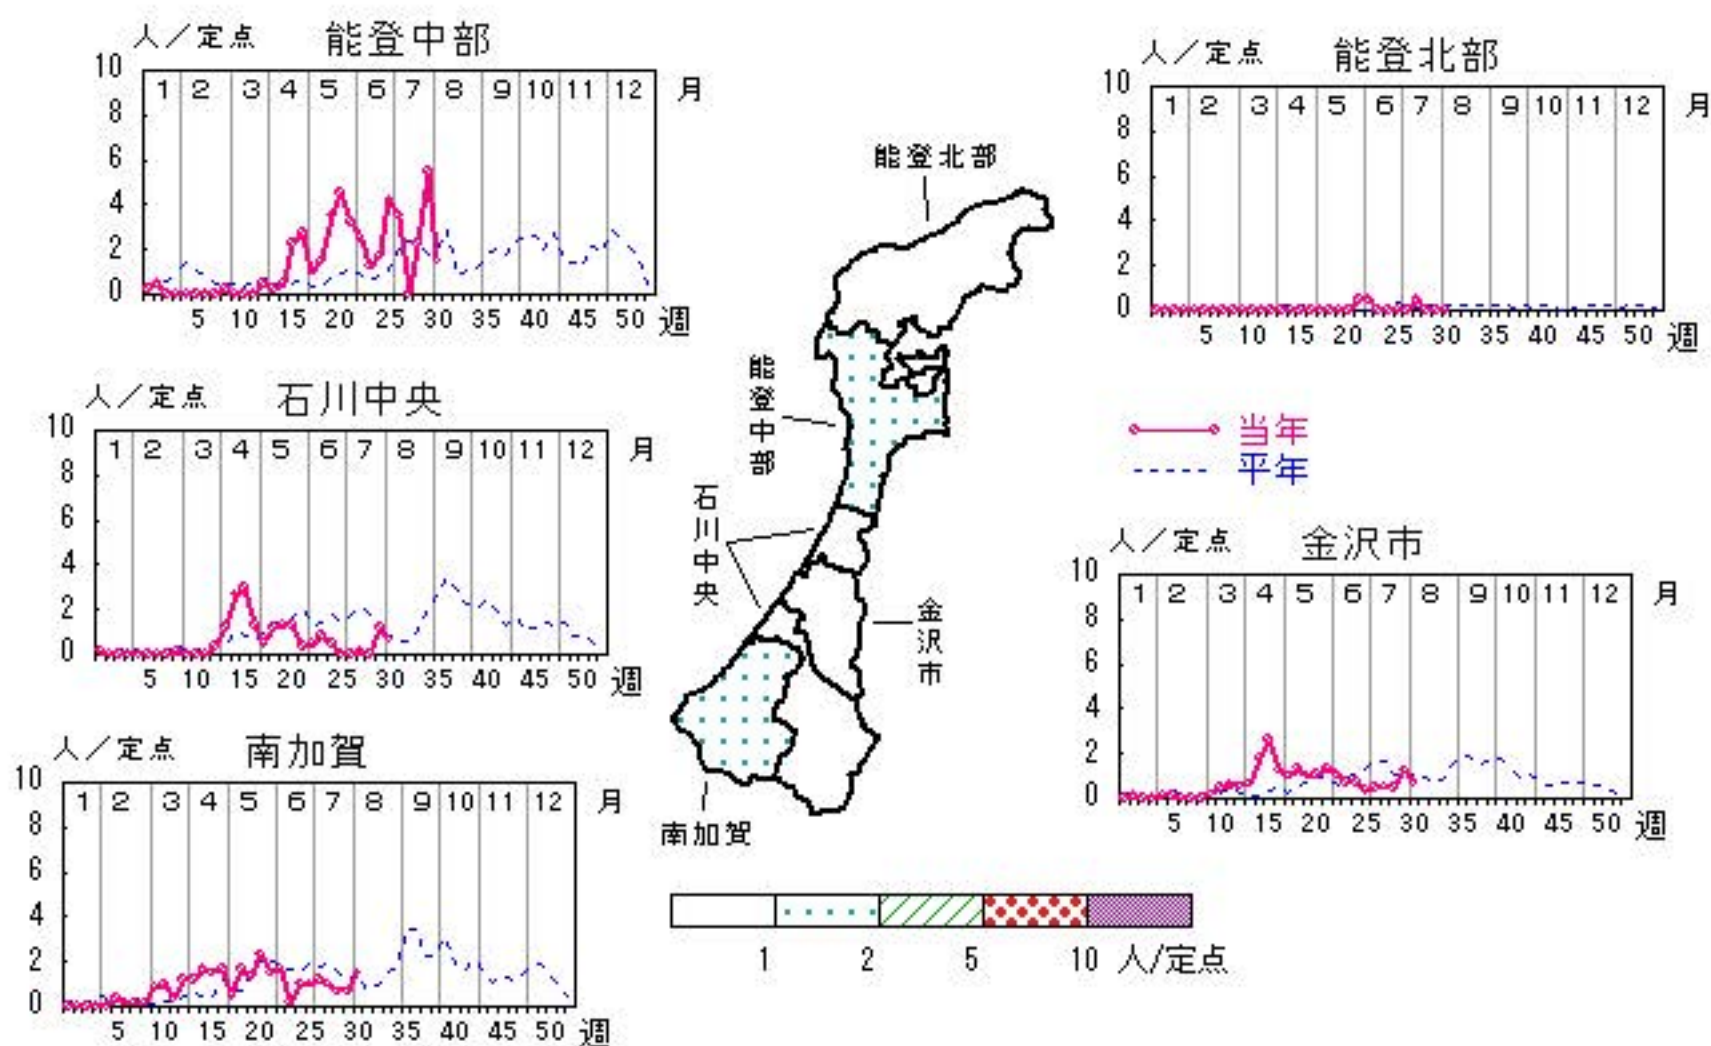 人／定点 能登中部
10 8 6 4 2 0
1 2 3 4 5 6 7 8 9 10 11 12 月
5 10 15 20 25 30 35 40 45 50 週
人／定点 能登北部
10 8 6 4 2 0
1 2 3 4 5 6 7 8 9 10 11 12 月
5 10 15 20 25 30 35 40 45 50 週
能登北部
能登中部
石川中央
金沢市
南加賀
人／定点 石川中央
10 8 6 4 2 0
1 2 3 4 5 6 7 8 9 10 11 12 月
5 10 15 20 25 30 35 40 45 50 週
当年
平年
人／定点 金沢市
10 8 6 4 2 0
1 2 3 4 5 6 7 8 9 10 11 12 月
5 10 15 20 25 30 35 40 45 50 週
人／定点 南加賀
10 8 6 4 2 0
1 2 3 4 5 6 7 8 9 10 11 12 月
5 10 15 20 25 30 35 40 45 50 週
1 2 5 10 人/定点